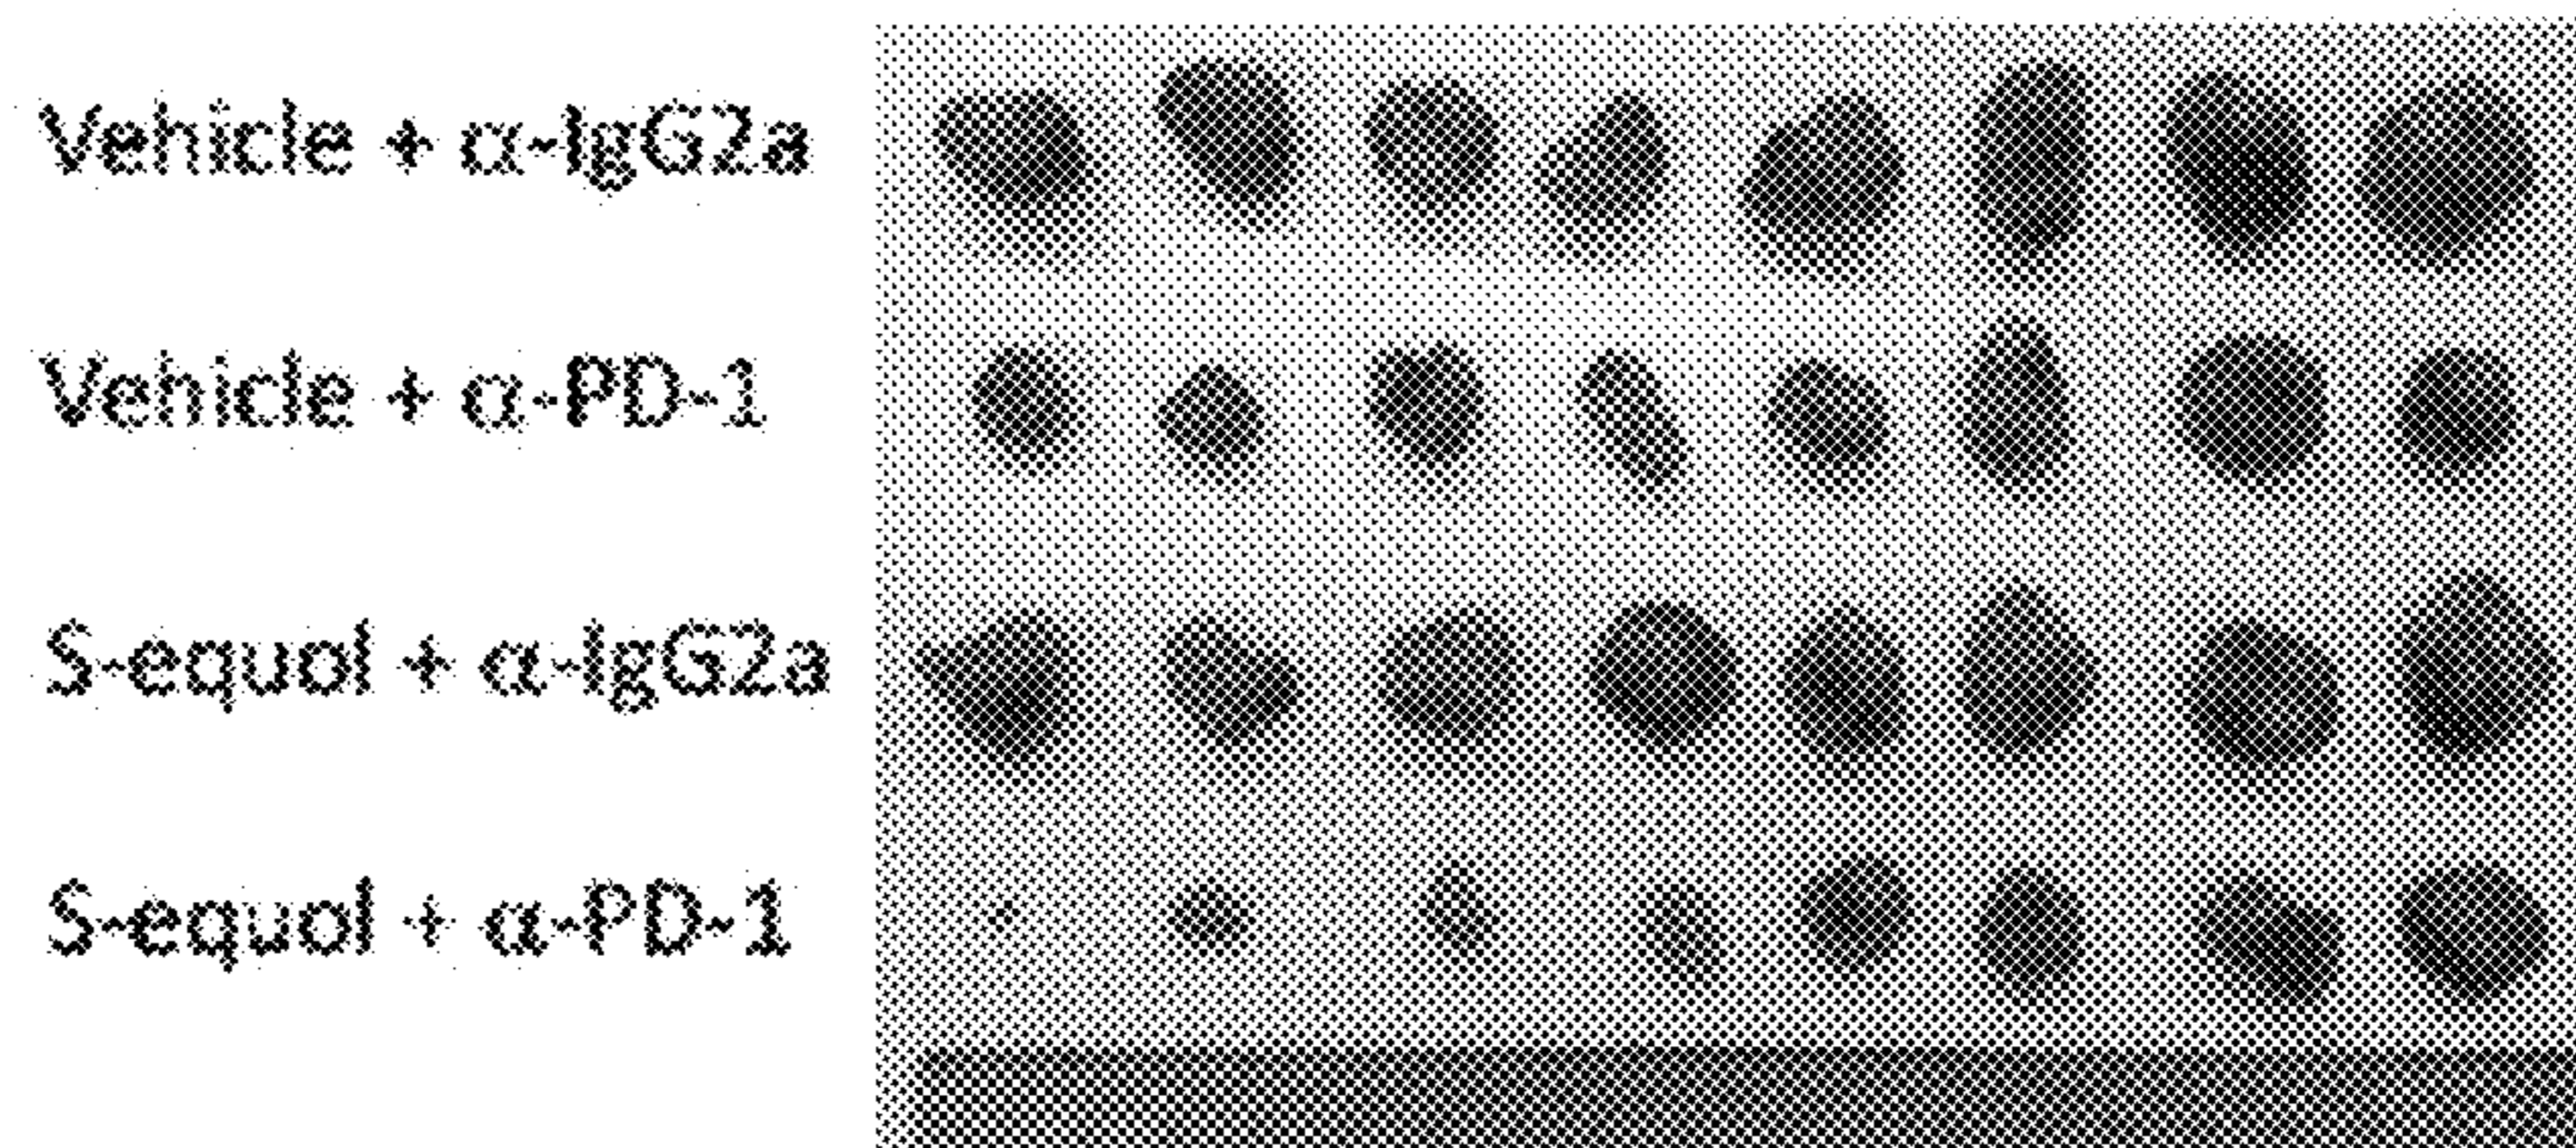 Vehicle + α-IgG2a
Vehicle + α-PD-1
S-equol + α-IgG2a
S-equol + α-PD-1